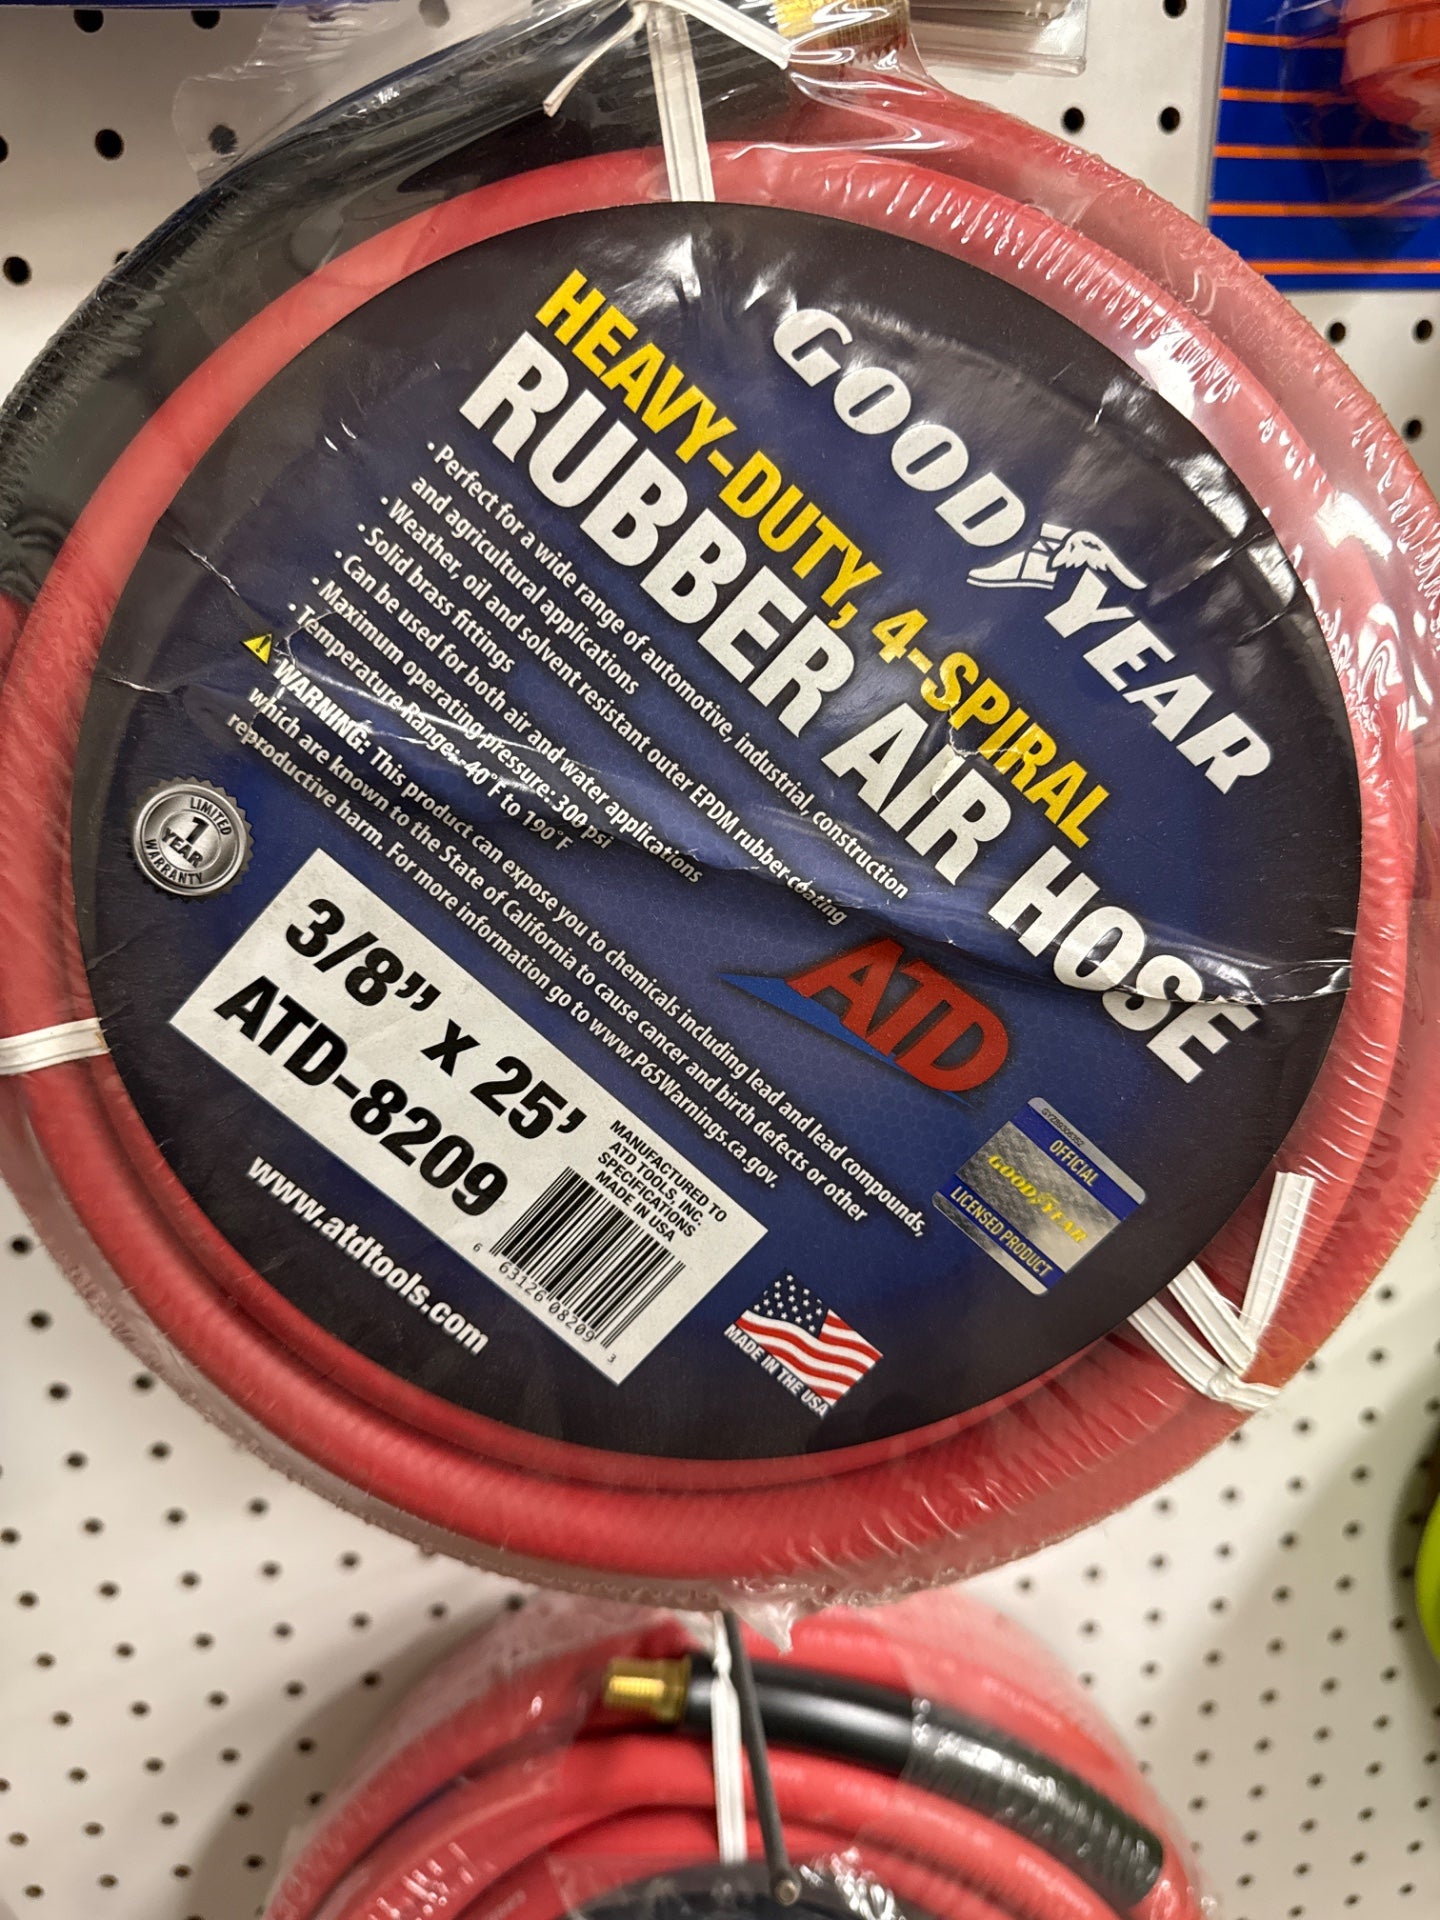 GOODYEAR
HEAVY-DUTY, 4-SPIRAL
RUBBER AIR HOSE
· Perfect for a wide range of automotive, industrial, construction
and agricultural applications
· Weather, oil and solvent resistant outer EPDM rubber coating
· Solid brass fittings
· Can be used for both air and water applications
· Maximum operating pressure: 300 psi
· Temperature Range: -40°F to 190°F
WARNING: This product can expose you to chemicals including lead and lead compounds,
which are known to the State of California to cause cancer and birth defects or other
reproductive harm. For more information go to www.P65Warnings.ca.gov.
ATD
LIMITED
1
YEAR
WARRANTY
3/8” x 25’
ATD-8209
MANUFACTURED TO
ATD TOOLS, INC.
SPECIFICATIONS
MADE IN USA
6 63126 08209 3
www.atdtools.com
OFFICIAL
GOODYEAR
LICENSED PRODUCT
MADE IN THE USA